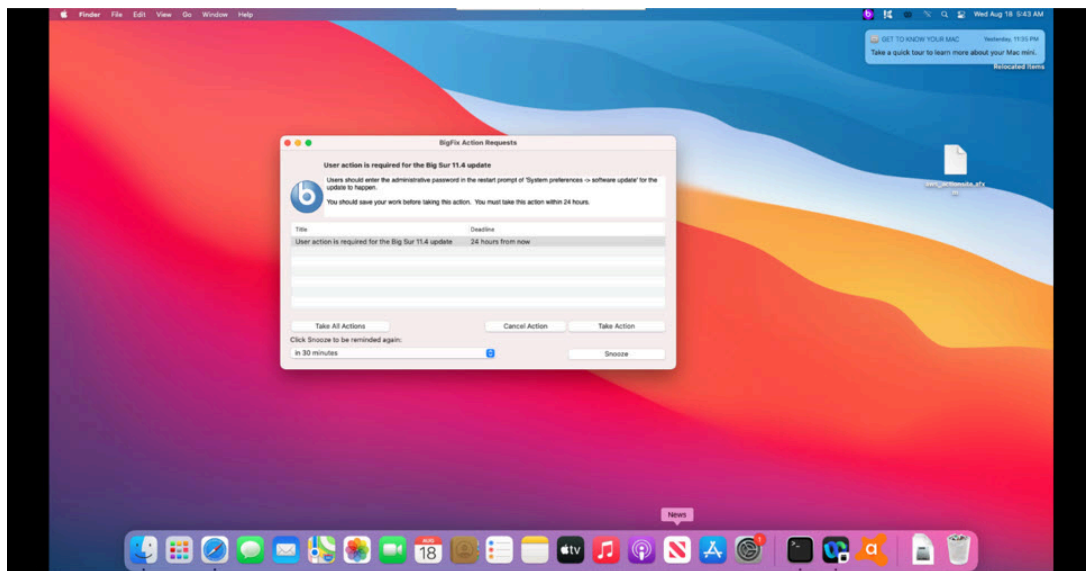 Finder File Edit View Go Window Help
Wed Aug 18 5:43 AM
GET TO KNOW YOUR MAC Yesterday, 11:35 PM
Take a quick tour to learn more about your Mac mini.
Relocated Items
BigFix Action Requests
User action is required for the Big Sur 11.4 update
Users should enter the administrative password in the restart prompt of 'System preferences -> software update' for the
update to happen.
You should save your work before taking this action. You must take this action within 24 hours.
Title Deadline
User action is required for the Big Sur 11.4 update 24 hours from now
Take All Actions Cancel Action Take Action
Click Snooze to be reminded again:
in 30 minutes Snooze
News
AUG
18
tv
1